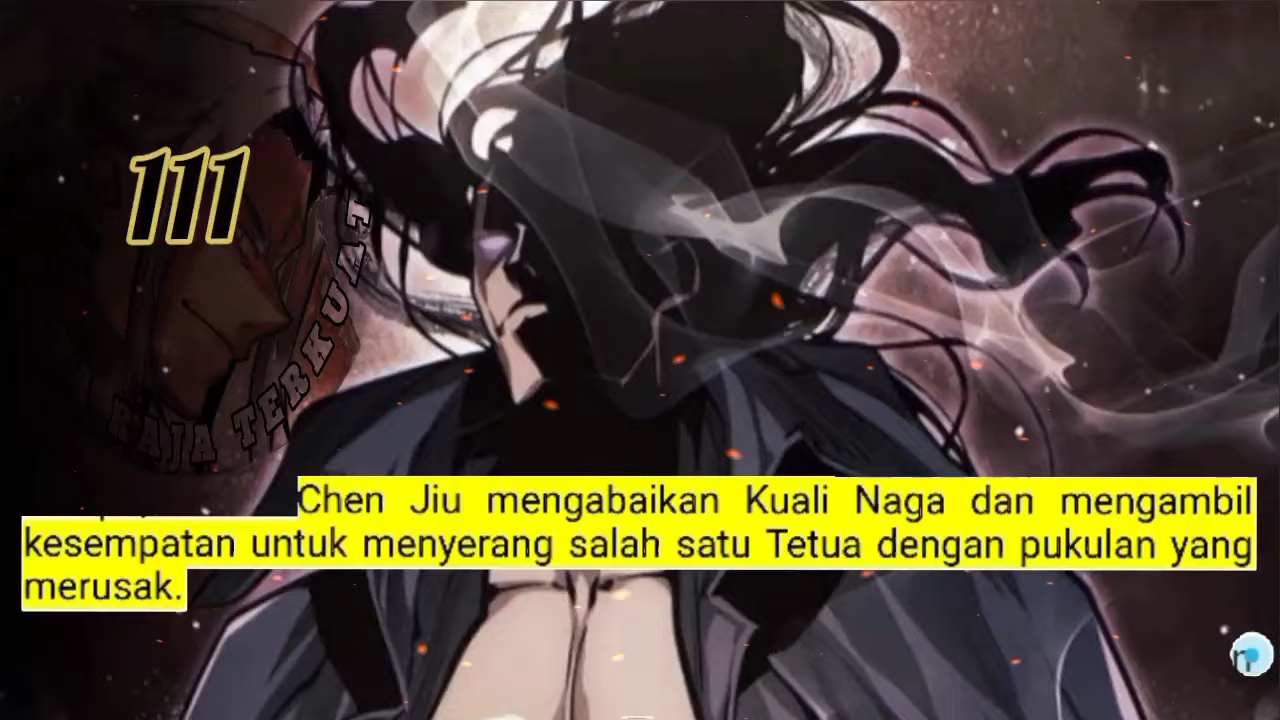 111
RAJA TERKUAT
Chen Jiu mengabaikan Kuali Naga dan mengambil
kesempatan untuk menyerang salah satu Tetua dengan pukulan yang
merusak.